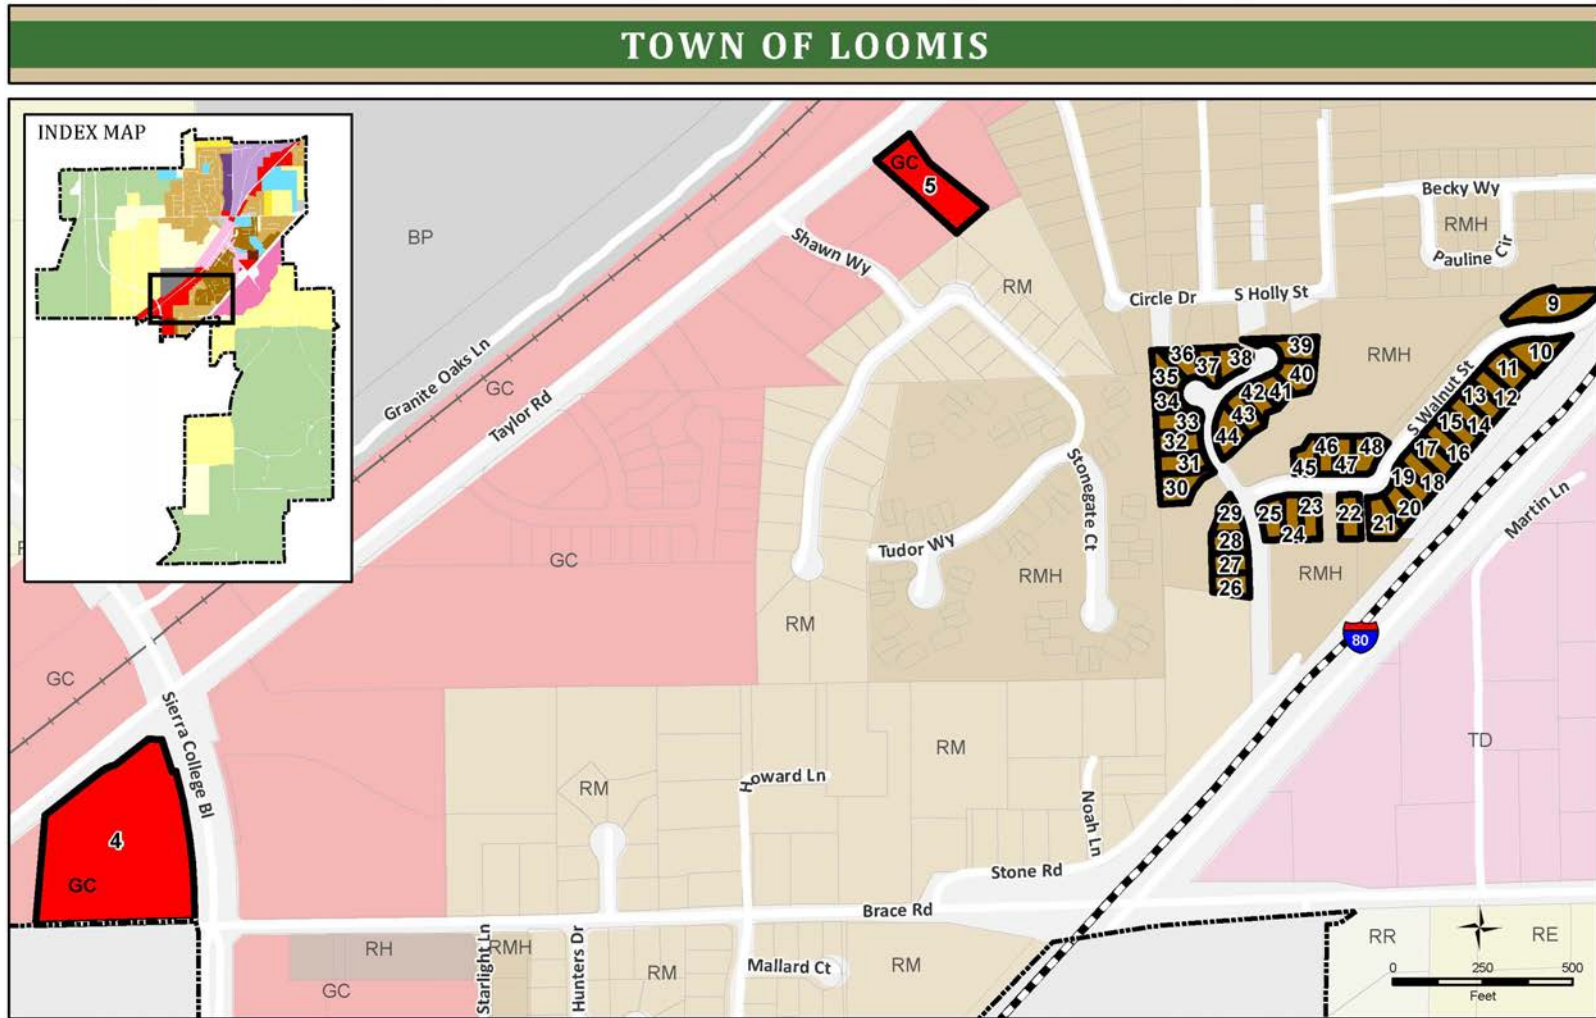 TOWN OF LOOMIS
INDEX MAP
BP
GC
5
Becky Wy
RMH
Pauline Cir
Shawn Wy
RM
Circle Dr
S Holly St
9
Granite Oaks Ln
GC
Taylor Rd
36
37
38
39
35
40
34
42
41
33
43
32
44
31
30
RMH
10
11
S Walnut St
13
12
15
14
17
16
46
48
45
47
19
18
20
21
29
25
23
22
24
28
27
26
Stonegate Ct
Tudor Wy
GC
RMH
RMH
Martin Ln
RM
80
GC
Sierra College Bl
TD
RM
Howard Ln
RM
Noah Ln
4
GC
Stone Rd
Brace Rd
RH
Starlight Ln
RMH
Hunters Dr
RM
Mallard Ct
RM
GC
RR
RE
0 250 500
Feet